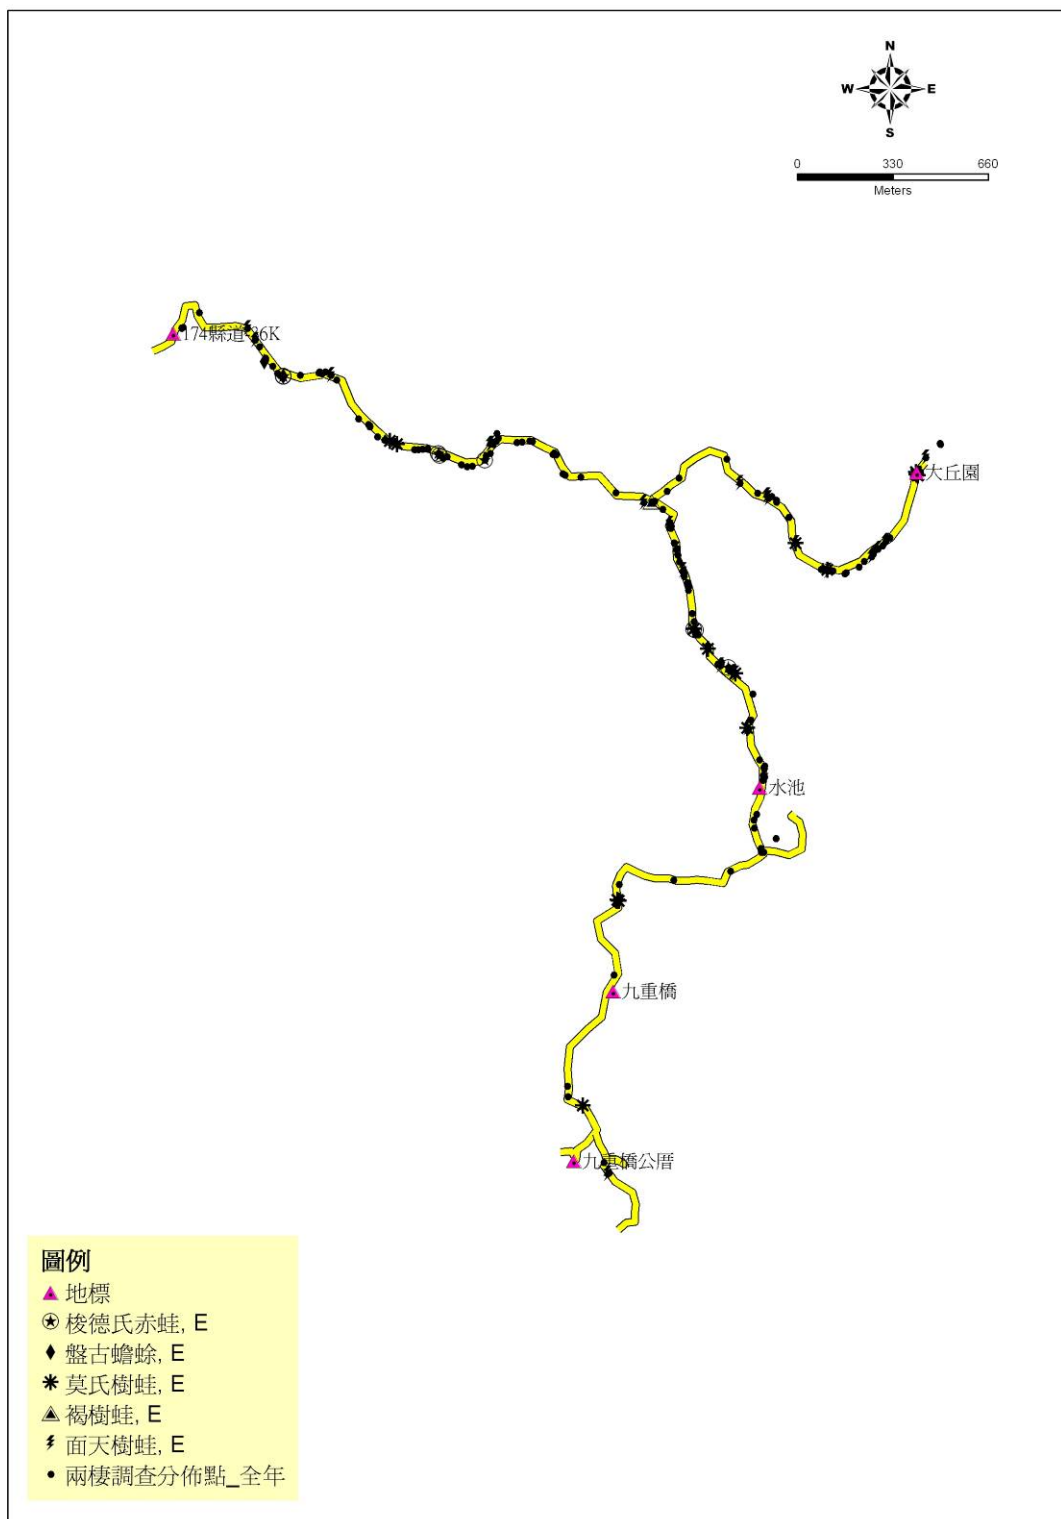 N
W E
S
0 330 660
Meters
174縣道-26K
大丘園
水池
九重橋
九重橋公厝
圖例
地標
梭德氏赤蛙, E
盤古蟾蜍, E
莫氏樹蛙, E
褐樹蛙, E
面天樹蛙, E
兩棲調查分佈點_全年